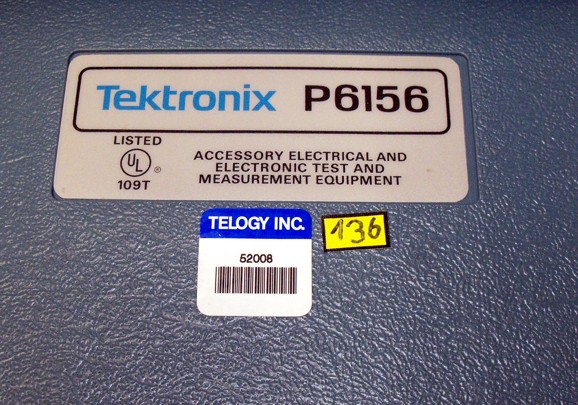 Tektronix P6156
LISTED
UL
®
109T
ACCESSORY ELECTRICAL AND
ELECTRONIC TEST AND
MEASUREMENT EQUIPMENT
TELOGY INC.
52008
136